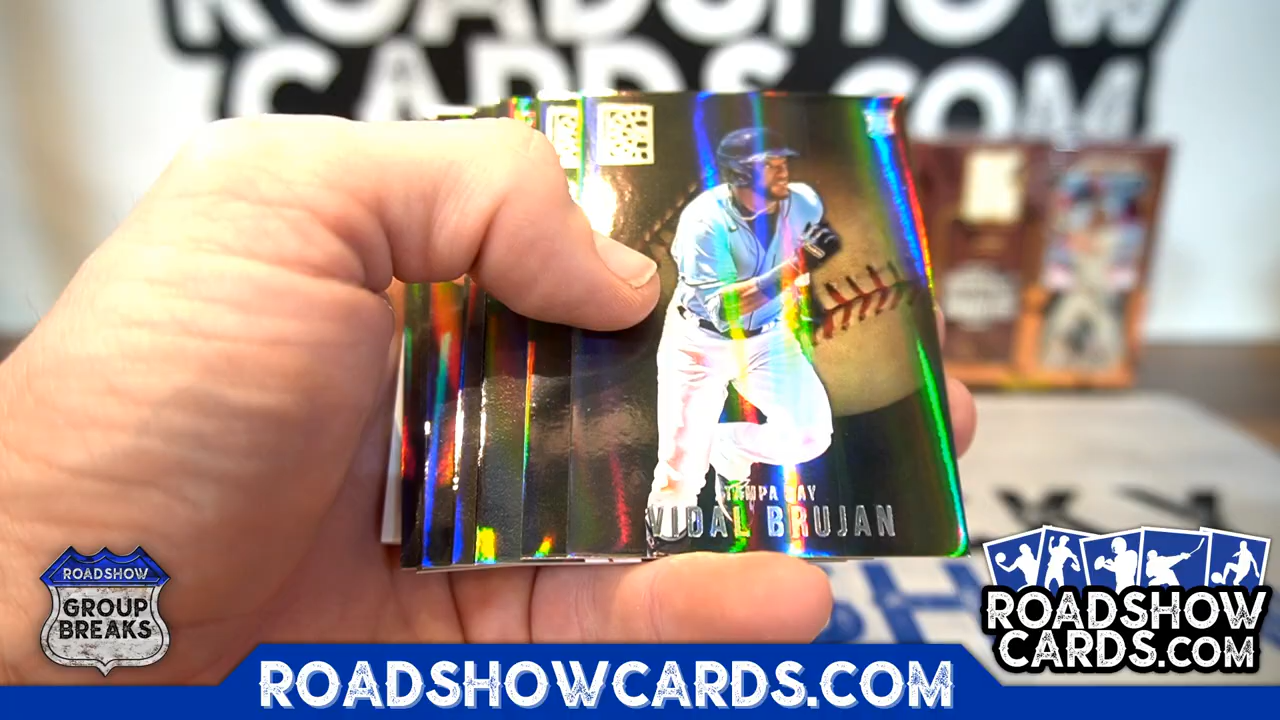 ROADSHOW
CARDS.COM
TAMPA BAY
VIDAL BRUJAN
ROADSHOW
GROUP
BREAKS
ROADSHOW
CARDS.COM
ROADSHOWCARDS.COM